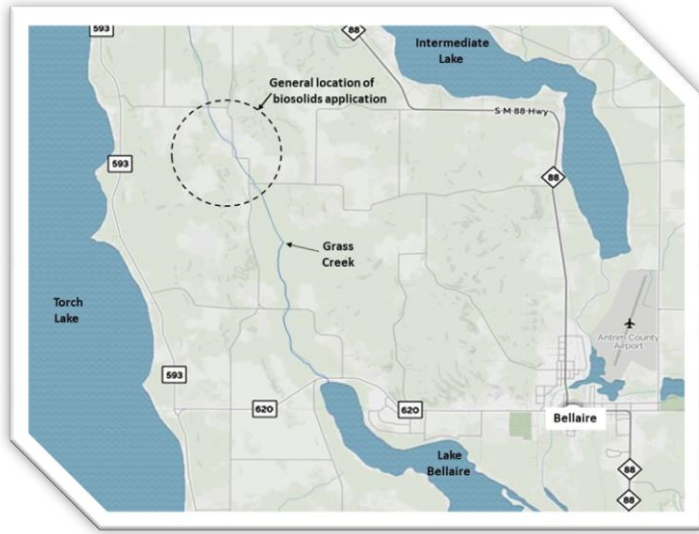 593
88
Intermediate
Lake
General location of
biosolids application
S M 88 Hwy
593
88
Grass
Creek
Torch
Lake
Antrim County
Airport
593
620
620
Bellaire
Lake
Bellaire
88
88